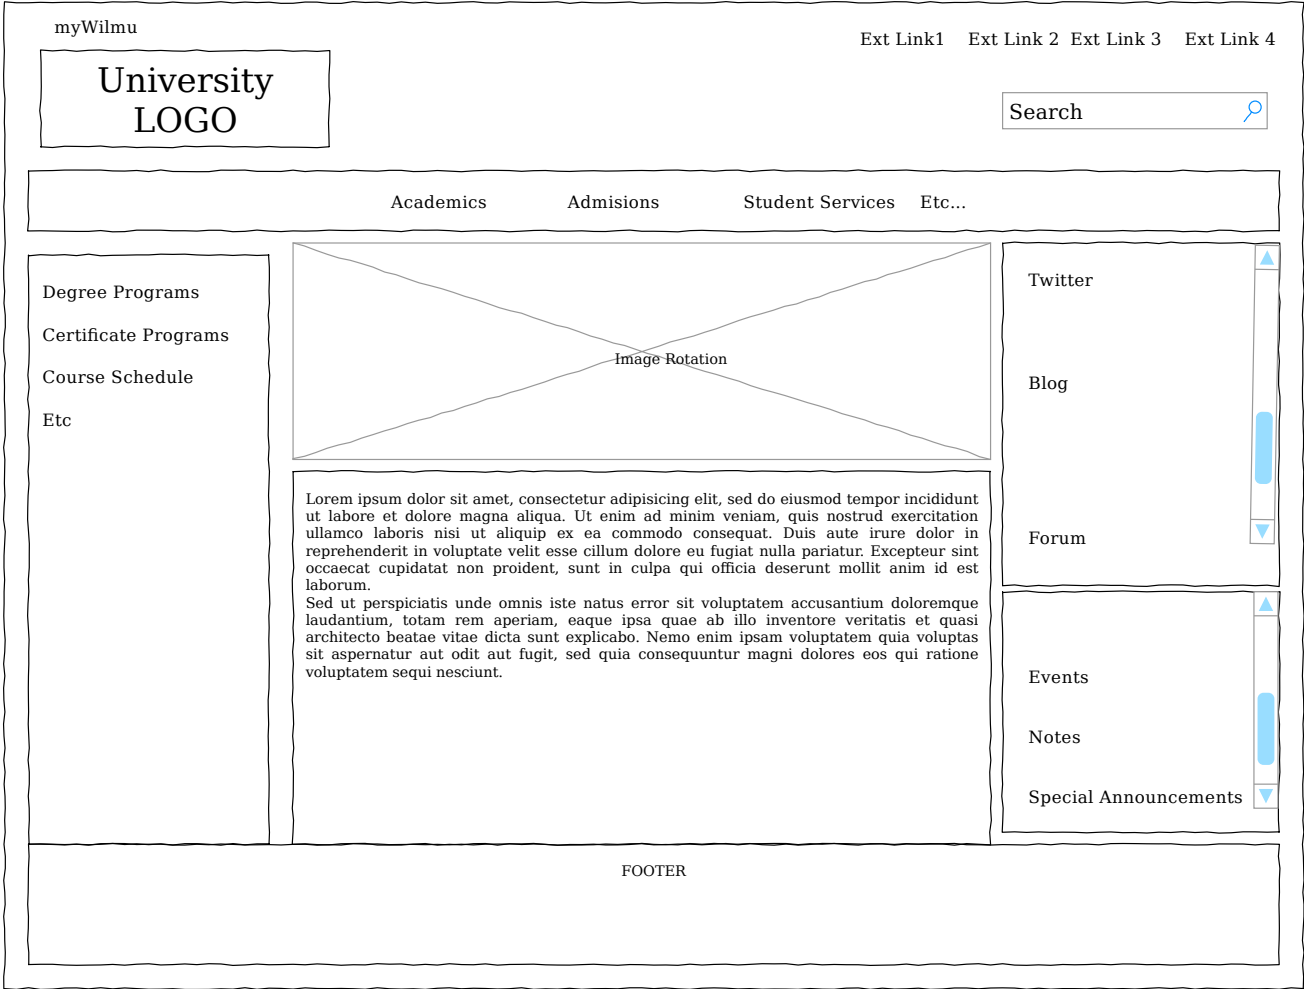 myWilmu
Ext Link1 Ext Link 2 Ext Link 3 Ext Link 4
University
LOGO
Search
Academics Admisions Student Services Etc...
Degree Programs
Certificate Programs
Course Schedule
Etc
Image Rotation
Lorem ipsum dolor sit amet, consectetur adipisicing elit, sed do eiusmod tempor incididunt
ut labore et dolore magna aliqua. Ut enim ad minim veniam, quis nostrud exercitation
ullamco laboris nisi ut aliquip ex ea commodo consequat. Duis aute irure dolor in
reprehenderit in voluptate velit esse cillum dolore eu fugiat nulla pariatur. Excepteur sint
occaecat cupidatat non proident, sunt in culpa qui officia deserunt mollit anim id est
laborum.
Sed ut perspiciatis unde omnis iste natus error sit voluptatem accusantium doloremque
laudantium, totam rem aperiam, eaque ipsa quae ab illo inventore veritatis et quasi
architecto beatae vitae dicta sunt explicabo. Nemo enim ipsam voluptatem quia voluptas
sit aspernatur aut odit aut fugit, sed quia consequuntur magni dolores eos qui ratione
voluptatem sequi nesciunt.
Twitter
Blog
Forum
Events
Notes
Special Announcements
FOOTER